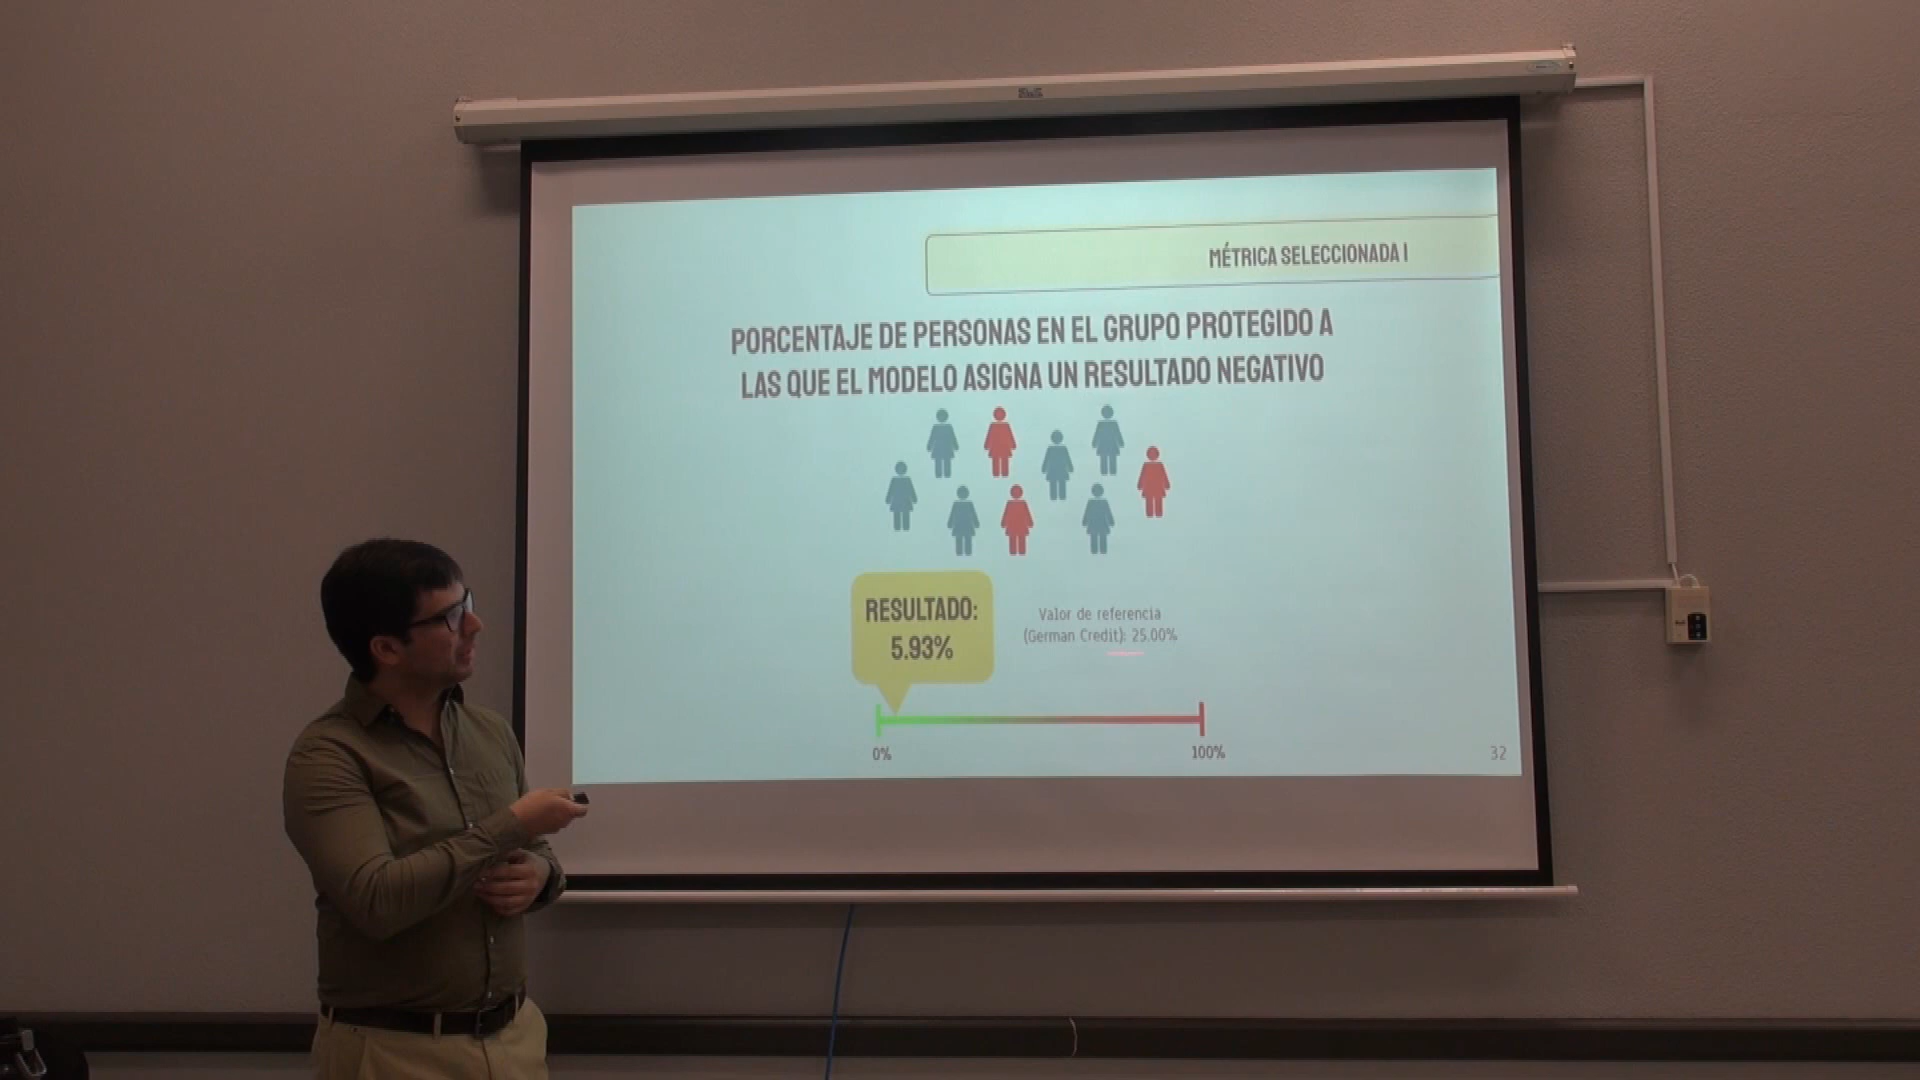 MÉTRICA SELECCIONADA I
PORCENTAJE DE PERSONAS EN EL GRUPO PROTEGIDO A
LAS QUE EL MODELO ASIGNA UN RESULTADO NEGATIVO
RESULTADO:
5.93%
Valor de referencia
(German Credit): 25.00%
0%
100%
32